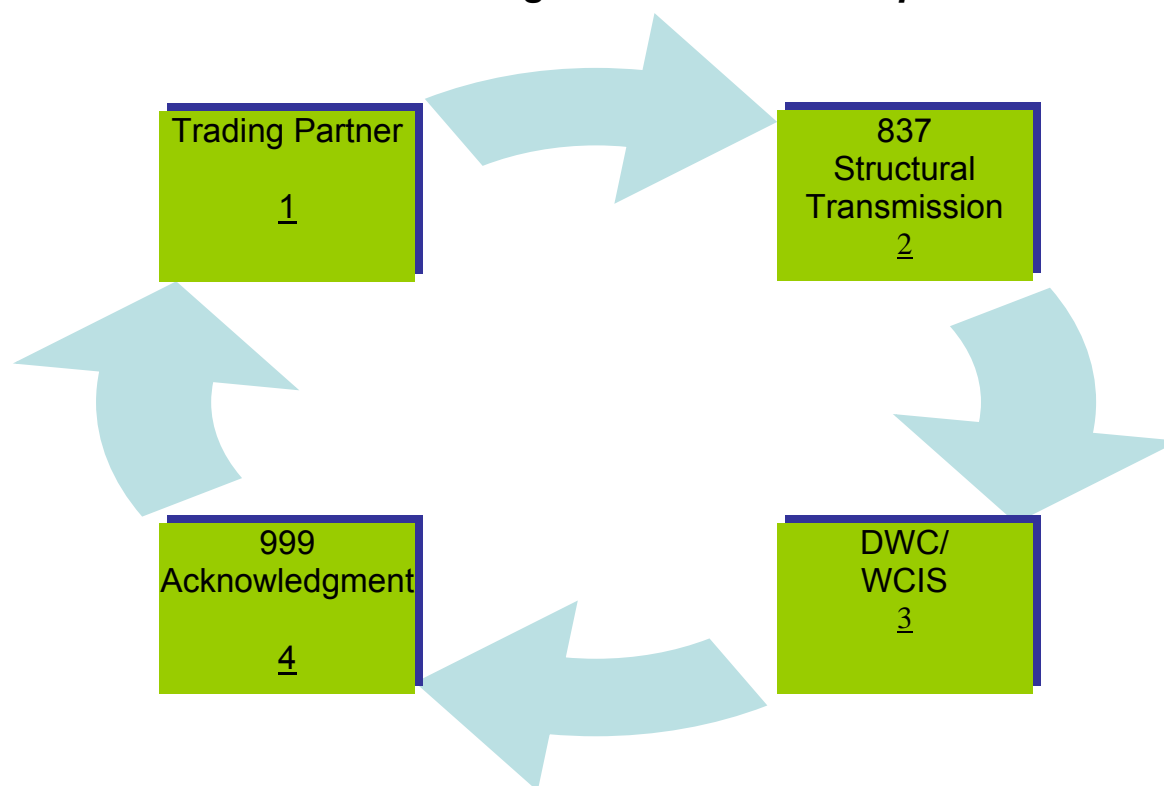 Trading Partner
1
837
Structural
Transmission
2
DWC/
WCIS
3
999
Acknowledgment
4